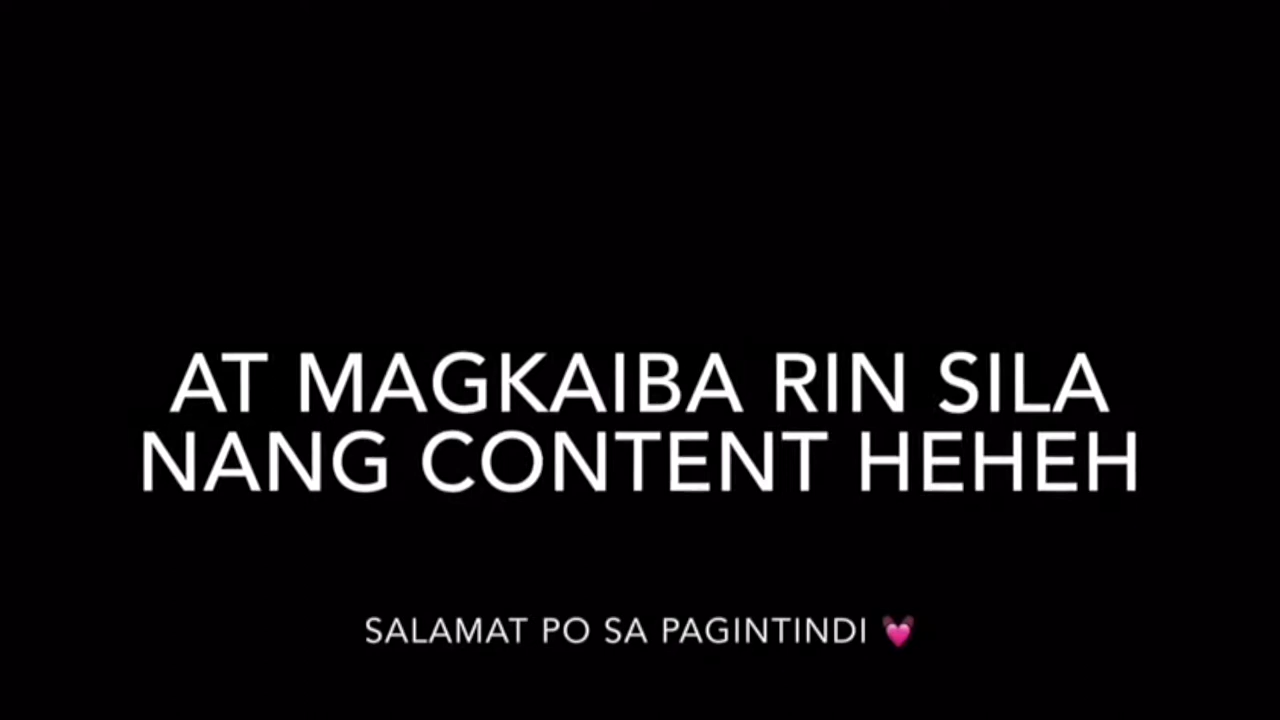 AT MAGKAIBA RIN SILA
NANG CONTENT HEHEH
SALAMAT PO SA PAGINTINDI 💓